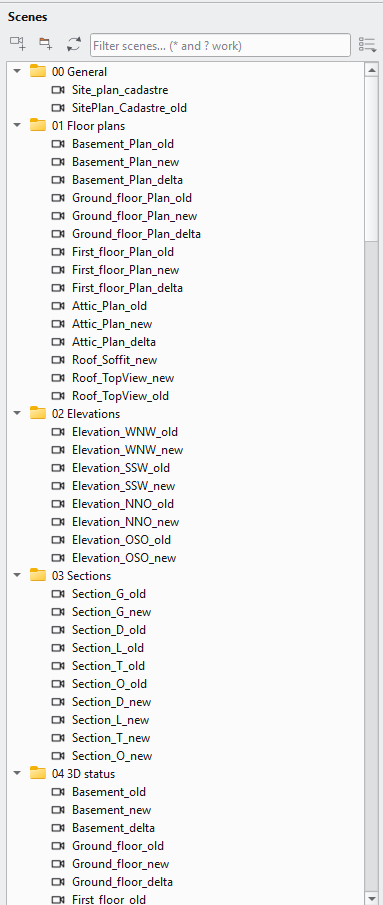 Scenes
Filter scenes... (* and ? work)
00 General
Site_plan_cadastre
SitePlan_Cadastre_old
01 Floor plans
Basement_Plan_old
Basement_Plan_new
Basement_Plan_delta
Ground_floor_Plan_old
Ground_floor_Plan_new
Ground_floor_Plan_delta
First_floor_Plan_old
First_floor_Plan_new
First_floor_Plan_delta
Attic_Plan_old
Attic_Plan_new
Attic_Plan_delta
Roof_Soffit_new
Roof_TopView_new
Roof_TopView_old
02 Elevations
Elevation_WNW_old
Elevation_WNW_new
Elevation_SSW_old
Elevation_SSW_new
Elevation_NNO_old
Elevation_NNO_new
Elevation_OSO_old
Elevation_OSO_new
03 Sections
Section_G_old
Section_G_new
Section_D_old
Section_L_old
Section_T_old
Section_O_old
Section_D_new
Section_L_new
Section_T_new
Section_O_new
04 3D status
Basement_old
Basement_new
Basement_delta
Ground_floor_old
Ground_floor_new
Ground_floor_delta
First_floor_old